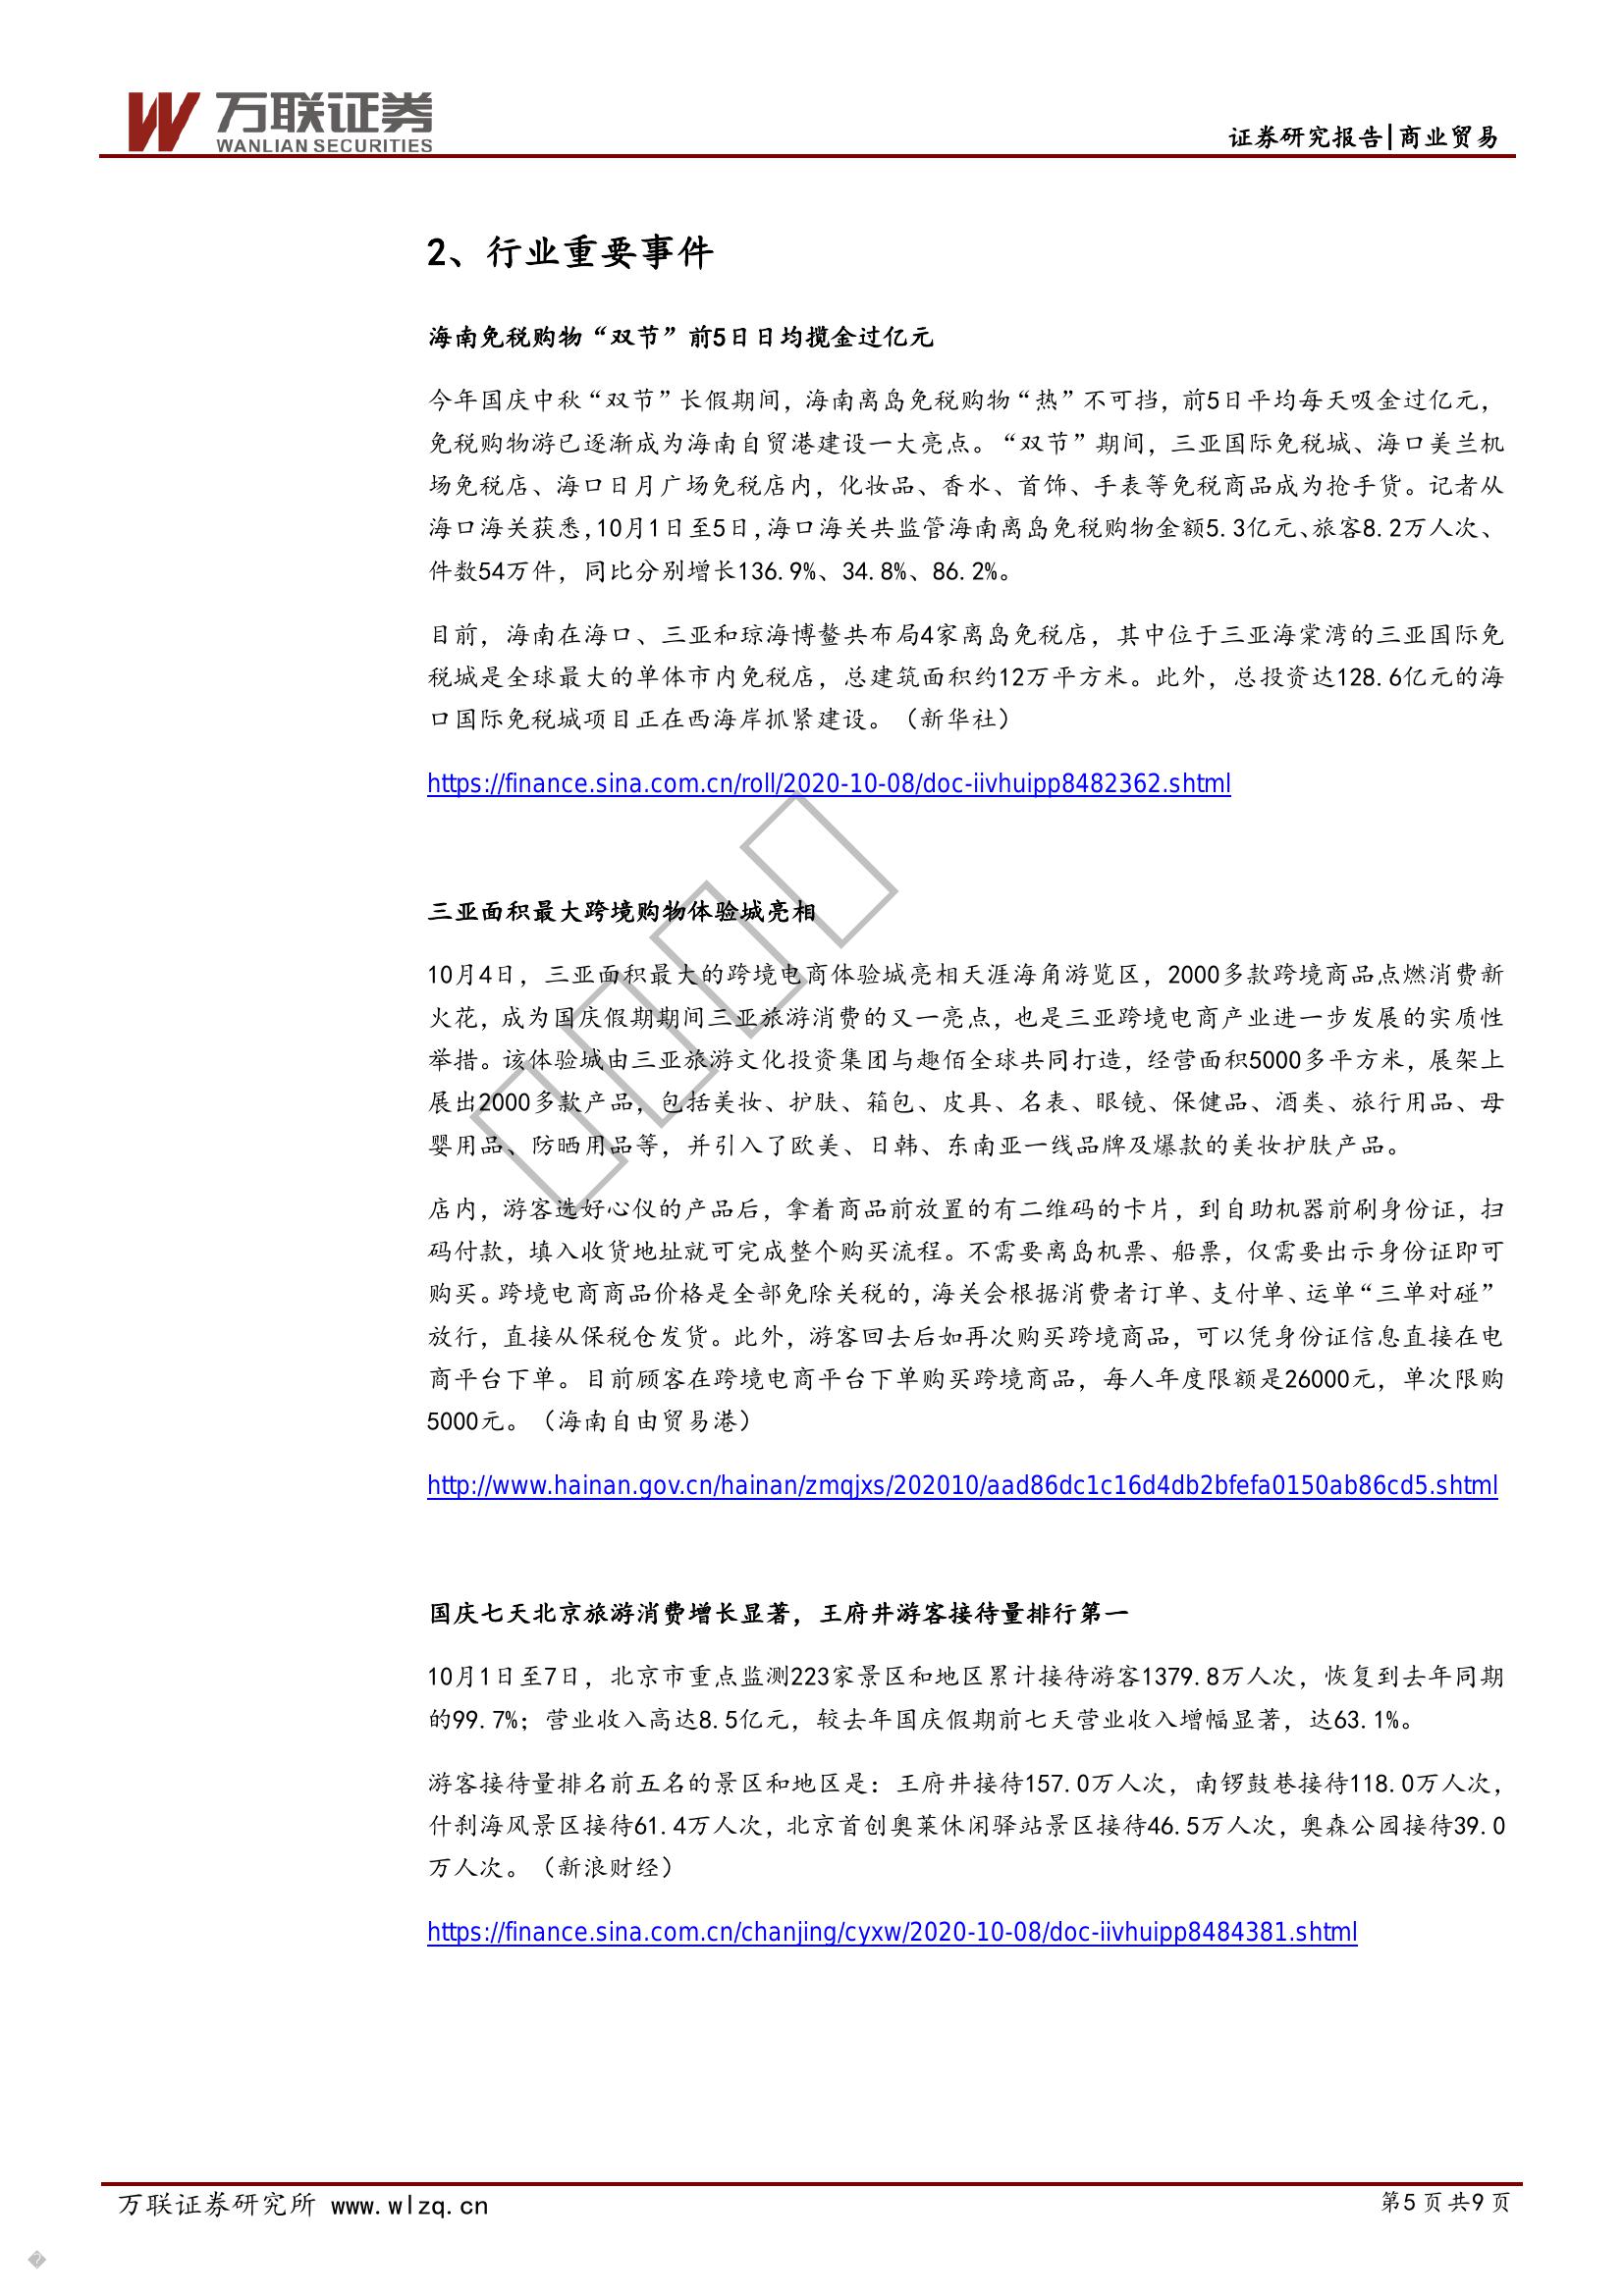 万联证券
WANLIAN SECURITIES
证券研究报告|商业贸易
2、行业重要事件
海南免税购物“双节”前5日日均揽金过亿元
今年国庆中秋“双节”长假期间，海南离岛免税购物“热”不可挡，前5日平均每天吸金过亿元，
免税购物游已逐渐成为海南自贸港建设一大亮点。“双节”期间，三亚国际免税城、海口美兰机
场免税店、海口日月广场免税店内，化妆品、香水、首饰、手表等免税商品成为抢手货。记者从
海口海关获悉，10月1日至5日，海口海关共监管海南离岛免税购物金额5.3亿元、旅客8.2万人次、
件数54万件，同比分别增长136.9%、34.8%、86.2%。
目前，海南在海口、三亚和琼海博鳌共布局4家离岛免税店，其中位于三亚海棠湾的三亚国际免
税城是全球最大的单体市内免税店，总建筑面积约12万平方米。此外，总投资达128.6亿元的海
口国际免税城项目正在西海岸抓紧建设。（新华社）
https://finance.sina.com.cn/roll/2020-10-08/doc-iivhuipp8482362.shtml
三亚面积最大跨境购物体验城亮相
10月4日，三亚面积最大的跨境电商体验城亮相天涯海角游览区，2000多款跨境商品点燃消费新
火花，成为国庆假期期间三亚旅游消费的又一亮点，也是三亚跨境电商产业进一步发展的实质性
举措。该体验城由三亚旅游文化投资集团与趣佰全球共同打造，经营面积5000多平方米，展架上
展出2000多款产品，包括美妆、护肤、箱包、皮具、名表、眼镜、保健品、酒类、旅行用品、母
婴用品、防晒用品等，并引入了欧美、日韩、东南亚一线品牌及爆款的美妆护肤产品。
店内，游客选好心仪的产品后，拿着商品前放置的有二维码的卡片，到自助机器前刷身份证，扫
码付款，填入收货地址就可完成整个购买流程。不需要离岛机票、船票，仅需要出示身份证即可
购买。跨境电商商品价格是全部免除关税的，海关会根据消费者订单、支付单、运单“三单对碰”
放行，直接从保税仓发货。此外，游客回去后如再次购买跨境商品，可以凭身份证信息直接在电
商平台下单。目前顾客在跨境电商平台下单购买跨境商品，每人年度限额是26000元，单次限购
5000元。（海南自由贸易港）
http://www.hainan.gov.cn/hainan/zmqjxs/202010/aad86dc1c16d4db2bfefa0150ab86cd5.shtml
国庆七天北京旅游消费增长显著，王府井游客接待量排行第一
10月1日至7日，北京市重点监测223家景区和地区累计接待游客1379.8万人次，恢复到去年同期
的99.7%；营业收入高达8.5亿元，较去年国庆假期前七天营业收入增幅显著，达63.1%。
游客接待量排名前五名的景区和地区是：王府井接待157.0万人次，南锣鼓巷接待118.0万人次，
什刹海风景区接待61.4万人次，北京首创奥莱休闲驿站景区接待46.5万人次，奥森公园接待39.0
万人次。（新浪财经）
https://finance.sina.com.cn/chanjing/cyxw/2020-10-08/doc-iivhuipp8484381.shtml
万联证券研究所 www.wlzq.cn
第5页共9页